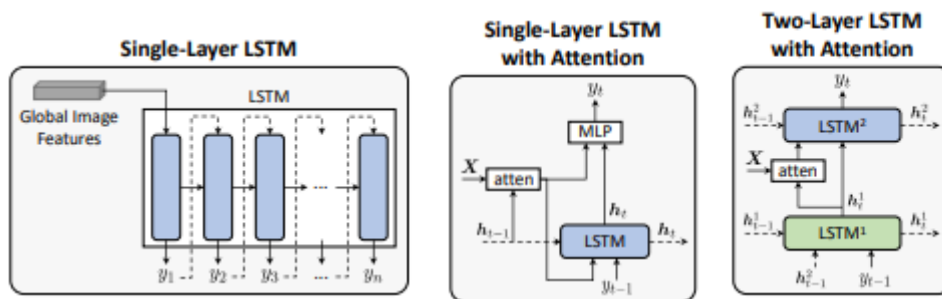 Single-Layer LSTM
Global Image
Features
LSTM
y₁ y₂ y₃ ... yₙ
...
Single-Layer LSTM
with Attention
yₜ
MLP
X
atten
hₜ
hₜ₋₁
LSTM
hₜ
yₜ₋₁
Two-Layer LSTM
with Attention
yₜ
h²ₜ₋₁
LSTM²
h²ₜ
X
atten
h¹ₜ
h¹ₜ₋₁
LSTM¹
h¹ₜ
h²ₜ₋₁
yₜ₋₁